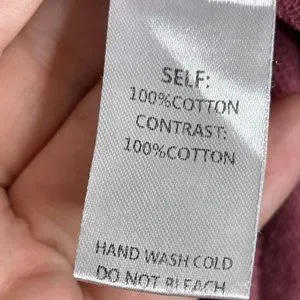 SELF:
100%COTTON
CONTRAST:
100%COTTON
HAND WASH COLD
DO NOT BLEACH